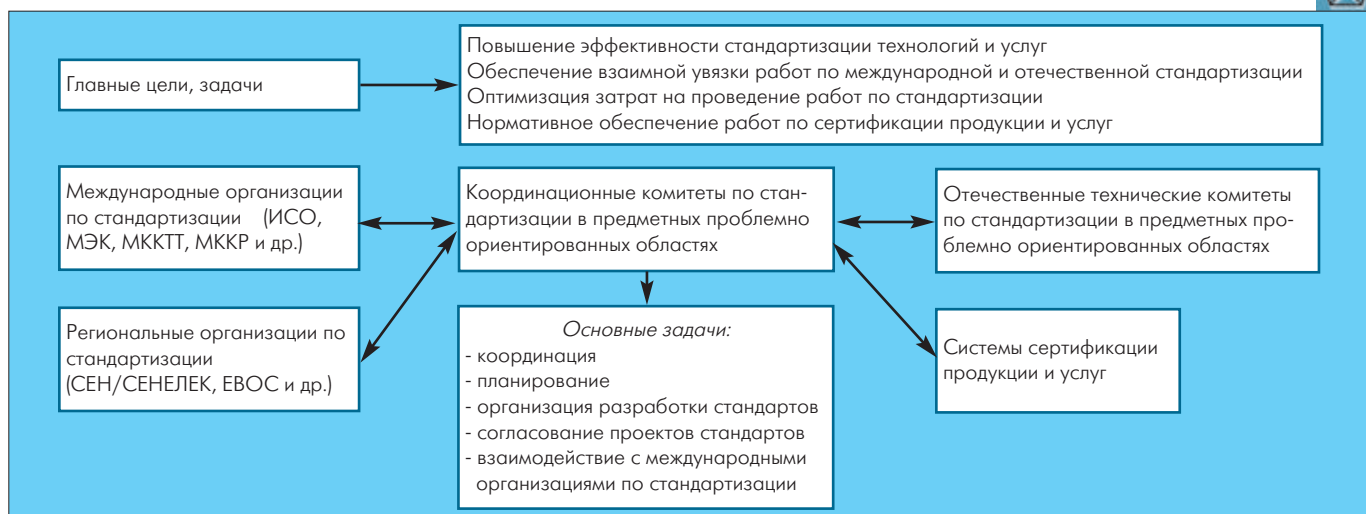 Главные цели, задачи
Повышение эффективности стандартизации технологий и услуг
Обеспечение взаимной увязки работ по международной и отечественной стандартизации
Оптимизация затрат на проведение работ по стандартизации
Нормативное обеспечение работ по сертификации продукции и услуг
Международные организации
по стандартизации (ИСО,
МЭК, МККТТ, МККР и др.)
Координационные комитеты по стан-
дартизации в предметных проблемно
ориентированных областях
Отечественные технические комитеты
по стандартизации в предметных про-
блемно ориентированных областях
Региональные организации по
стандартизации
(СЕН/СЕНЕЛЕК, ЕВОС и др.)
Основные задачи:
- координация
- планирование
- организация разработки стандартов
- согласование проектов стандартов
- взаимодействие с международными
организациями по стандартизации
Системы сертификации
продукции и услуг